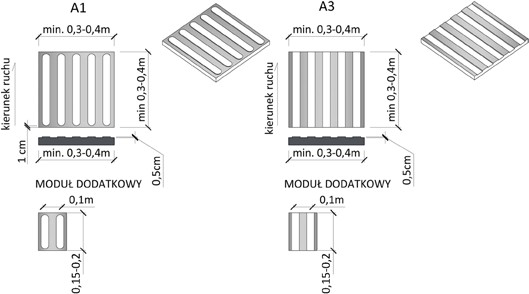 A1
min. 0,3-0,4m
kierunek ruchu
min 0,3-0,4m
1 cm
min. 0,3-0,4m
0,5cm
MODUŁ DODATKOWY
0,1m
0,15-0,2
A3
min. 0,3-0,4m
kierunek ruchu
min 0,3-0,4m
min. 0,3-0,4m
0,5cm
MODUŁ DODATKOWY
0,1m
0,15-0,2